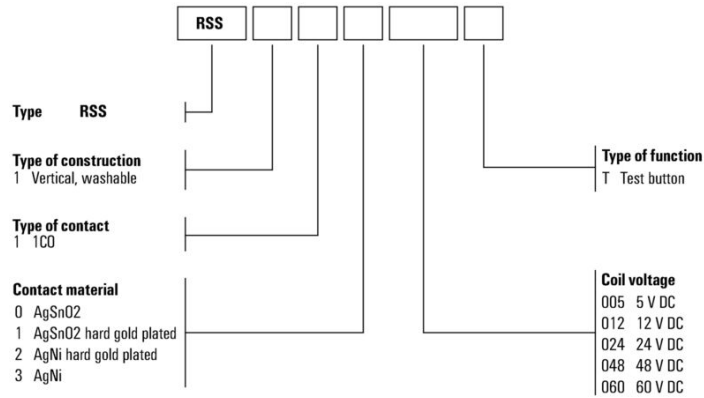 RSS
Type RSS
Type of construction
1 Vertical, washable
Type of contact
1 1CO
Contact material
0 AgSnO2
1 AgSnO2 hard gold plated
2 AgNi hard gold plated
3 AgNi
Type of function
T Test button
Coil voltage
005 5 V DC
012 12 V DC
024 24 V DC
048 48 V DC
060 60 V DC